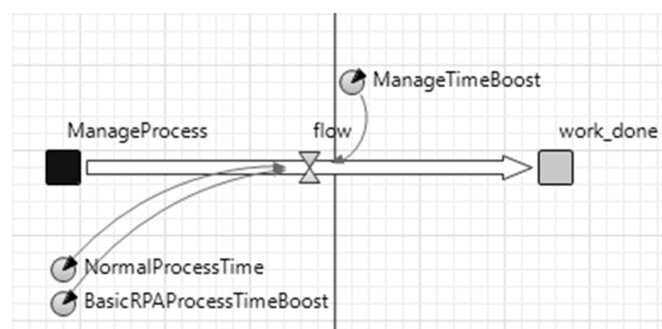 ManageTimeBoost
ManageProcess
flow
work_done
NormalProcessTime
BasicRPAProcessTimeBoost